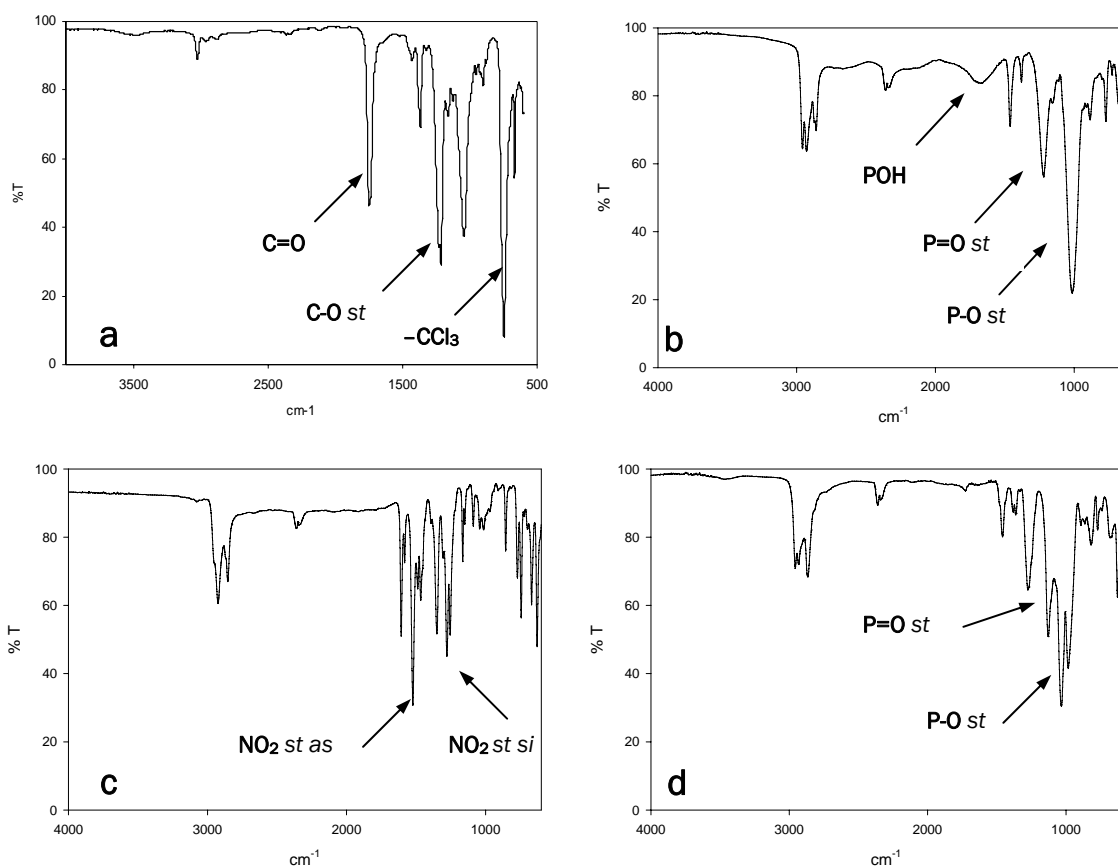 100
80
60
40
20
0
%T
C=O
C-O st
–CCl3
a
3500
2500
1500
500
cm-1
100
80
60
40
20
0
% T
POH
P=O st
P-O st
b
4000
3000
2000
1000
cm-1
100
80
60
40
20
0
% T
NO2 st as
NO2 st si
c
4000
3000
2000
1000
cm-1
100
80
60
40
20
0
% T
P=O st
P-O st
d
4000
3000
2000
1000
cm-1